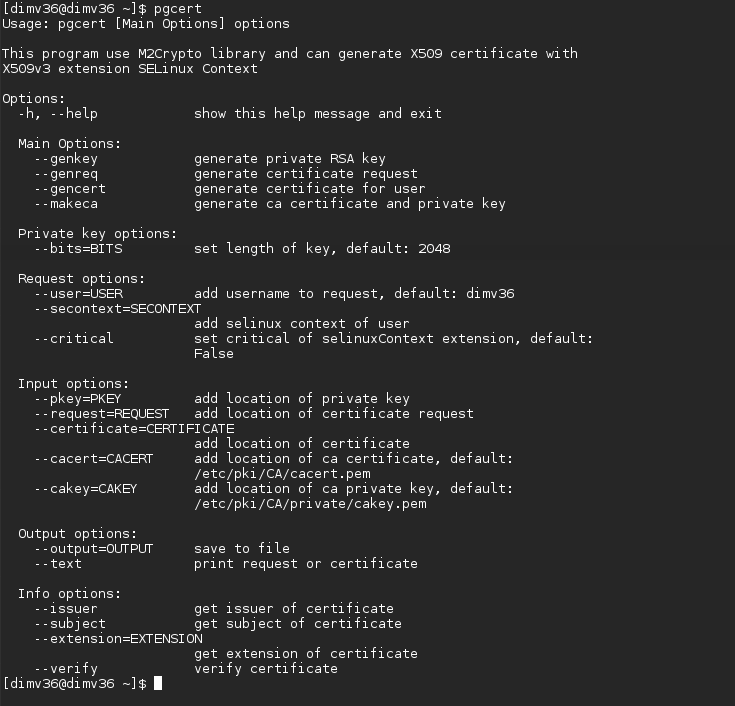 [dimv36@dimv36 ~]$ pgcert
Usage: pgcert [Main Options] options

This program use M2Crypto library and can generate X509 certificate with
X509v3 extension SELinux Context

Options:
  -h, --help            show this help message and exit

  Main Options:
    --genkey            generate private RSA key
    --genreq            generate certificate request
    --gencert           generate certificate for user
    --makeca            generate ca certificate and private key

  Private key options:
    --bits=BITS         set length of key, default: 2048

  Request options:
    --user=USER         add username to request, default: dimv36
    --secontext=SECONTEXT
                        add selinux context of user
    --critical          set critical of selinuxContext extension, default:
                        False

  Input options:
    --pkey=PKEY         add location of private key
    --request=REQUEST   add location of certificate request
    --certificate=CERTIFICATE
                        add location of certificate
    --cacert=CACERT     add location of ca certificate, default:
                        /etc/pki/CA/cacert.pem
    --cakey=CAKEY       add location of ca private key, default:
                        /etc/pki/CA/private/cakey.pem

  Output options:
    --output=OUTPUT     save to file
    --text              print request or certificate

  Info options:
    --issuer            get issuer of certificate
    --subject           get subject of certificate
    --extension=EXTENSION
                        get extension of certificate
    --verify            verify certificate
[dimv36@dimv36 ~]$